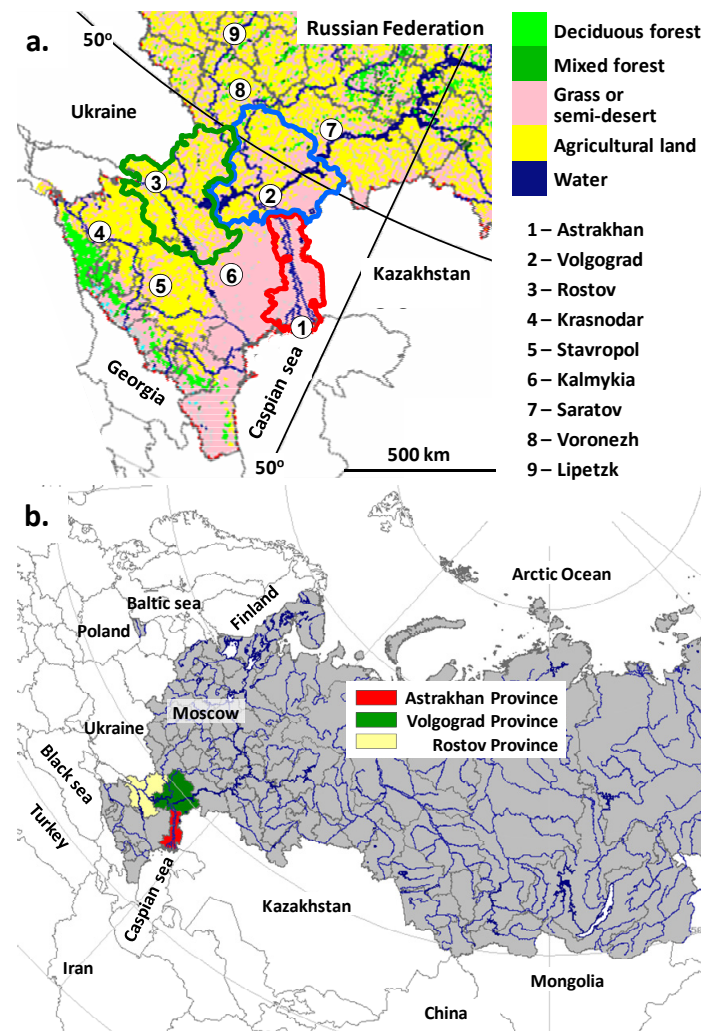 a.
Russian Federation
50°
Ukraine
Kazakhstan
Georgia
Caspian sea
50°
500 km
1
2
3
4
5
6
7
8
9
Deciduous forest
Mixed forest
Grass or
semi-desert
Agricultural land
Water
1 – Astrakhan
2 – Volgograd
3 – Rostov
4 – Krasnodar
5 – Stavropol
6 – Kalmykia
7 – Saratov
8 – Voronezh
9 – Lipetzk
b.
Arctic Ocean
Baltic sea
Finland
Poland
Moscow
Ukraine
Black sea
Turkey
Caspian sea
Iran
Kazakhstan
Mongolia
China
Astrakhan Province
Volgograd Province
Rostov Province